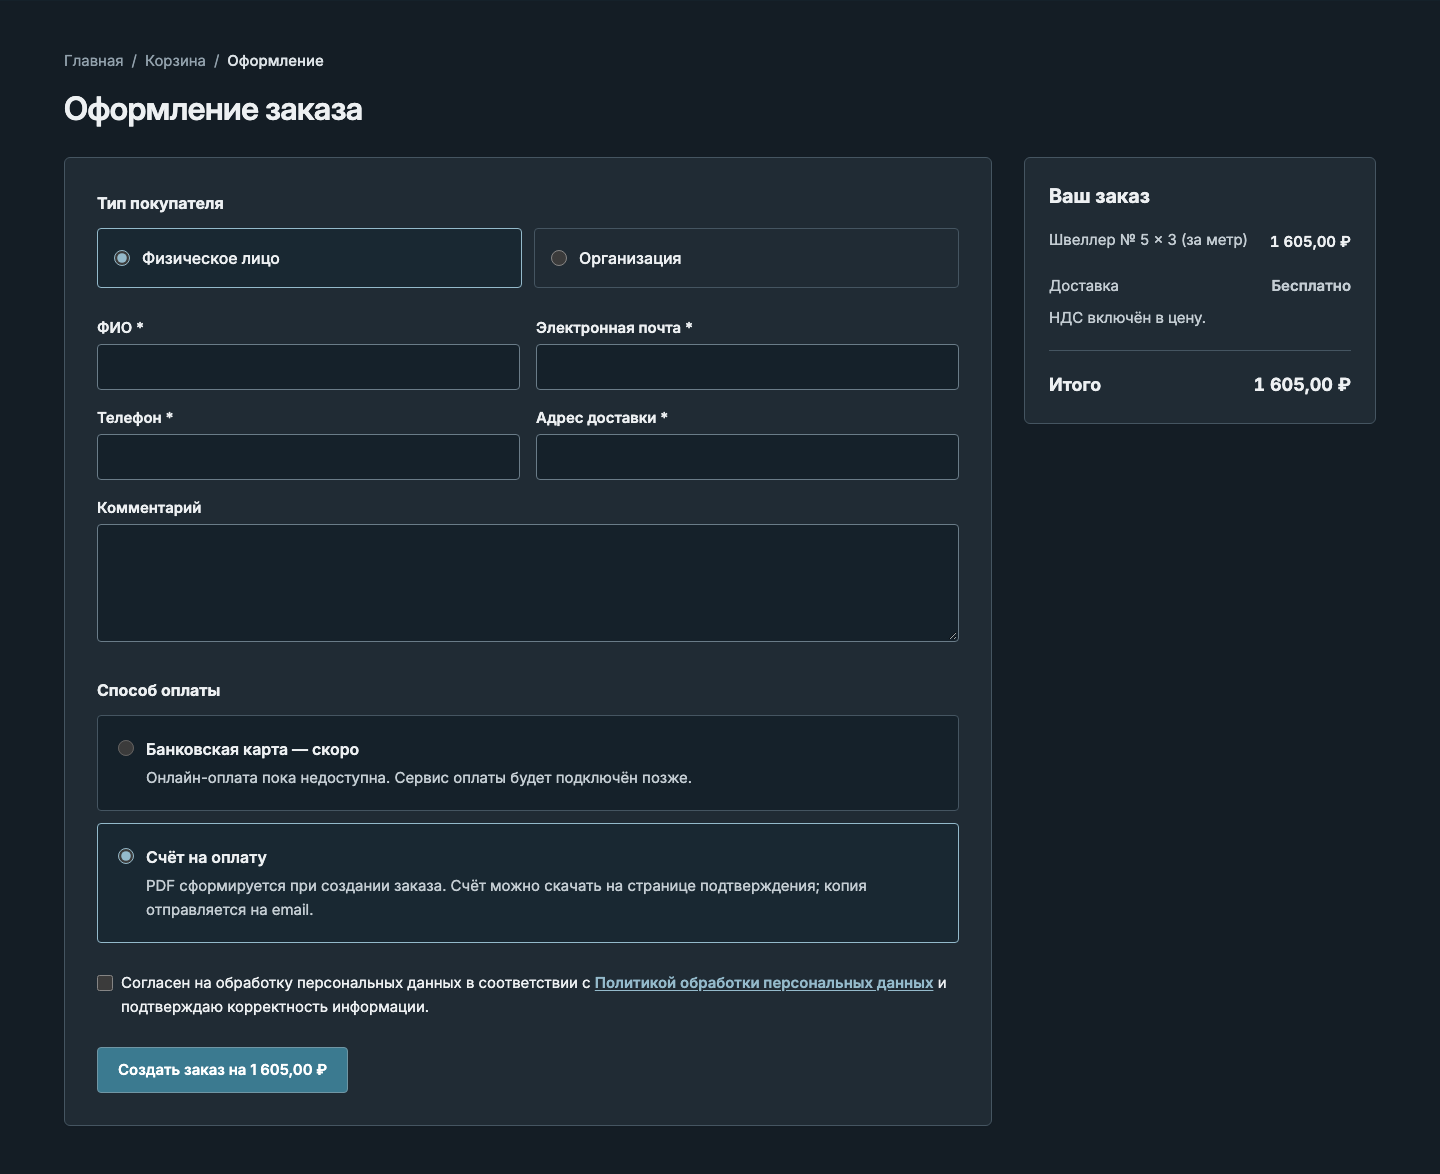 Главная / Корзина / Оформление
Оформление заказа
Тип покупателя
Физическое лицо
Организация
ФИО *
Электронная почта *
Телефон *
Адрес доставки *
Комментарий
Способ оплаты
Банковская карта — скоро
Онлайн-оплата пока недоступна. Сервис оплаты будет подключён позже.
Счёт на оплату
PDF сформируется при создании заказа. Счёт можно скачать на странице подтверждения; копия
отправляется на email.
Согласен на обработку персональных данных в соответствии с Политикой обработки персональных данных и
подтверждаю корректность информации.
Создать заказ на 1 605,00 ₽
Ваш заказ
Швеллер № 5 × 3 (за метр) 1 605,00 ₽
Доставка Бесплатно
НДС включён в цену.
Итого 1 605,00 ₽